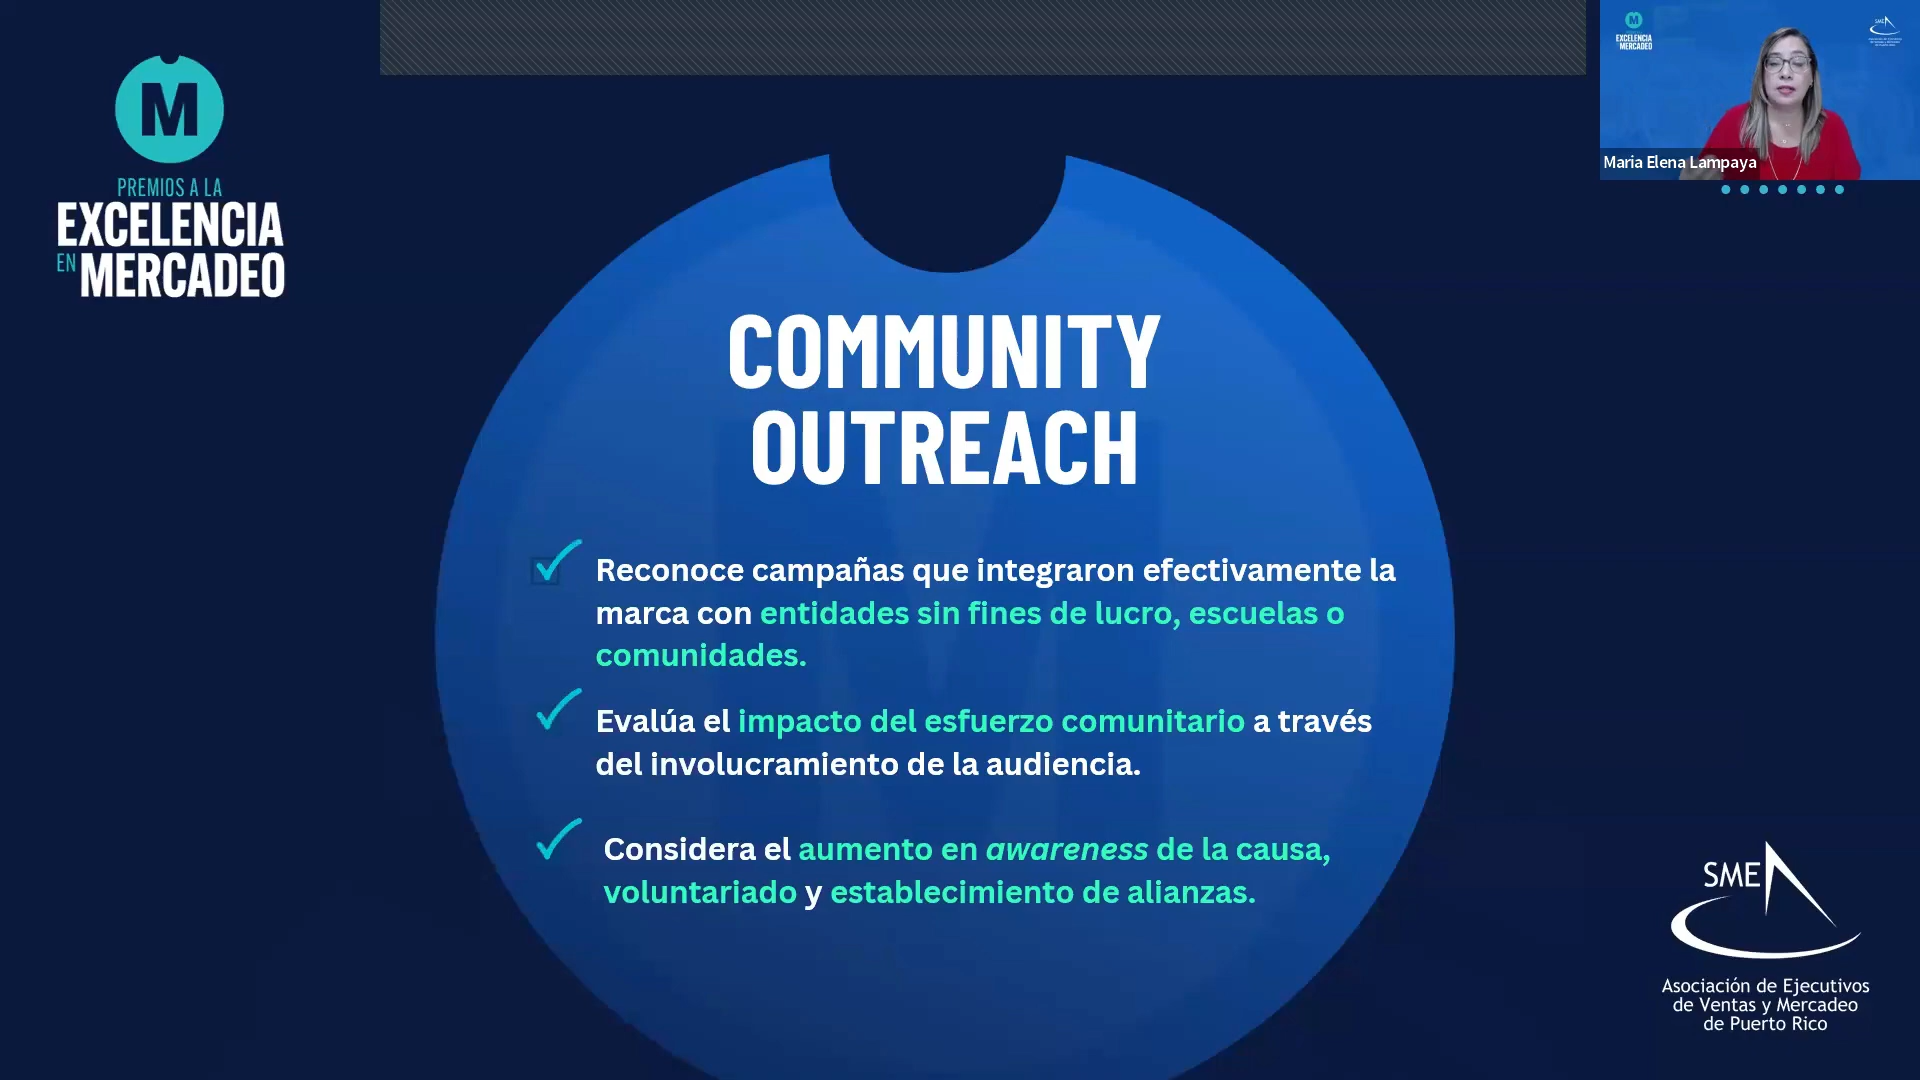 M
PREMIOS A LA
EXCELENCIA
EN MERCADEO
M
EXCELENCIA
EN MERCADEO
SME
Maria Elena Lampaya
COMMUNITY
OUTREACH
Reconoce campañas que integraron efectivamente la
marca con entidades sin fines de lucro, escuelas o
comunidades.
Evalúa el impacto del esfuerzo comunitario a través
del involucramiento de la audiencia.
Considera el aumento en awareness de la causa,
voluntariado y establecimiento de alianzas.
SME
Asociación de Ejecutivos
de Ventas y Mercadeo
de Puerto Rico